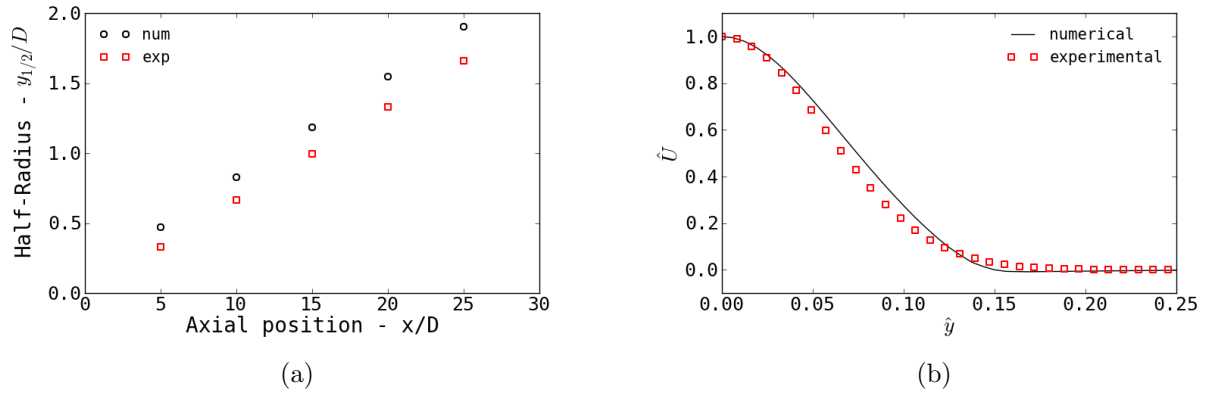 2.0
1.5
1.0
0.5
0.0
Half-Radius - y_{1/2}/D
num
exp
0 5 10 15 20 25 30
Axial position - x/D
(a)
1.0
0.8
0.6
0.4
0.2
0.0
Û
numerical
experimental
0.00 0.05 0.10 0.15 0.20 0.25
ŷ
(b)